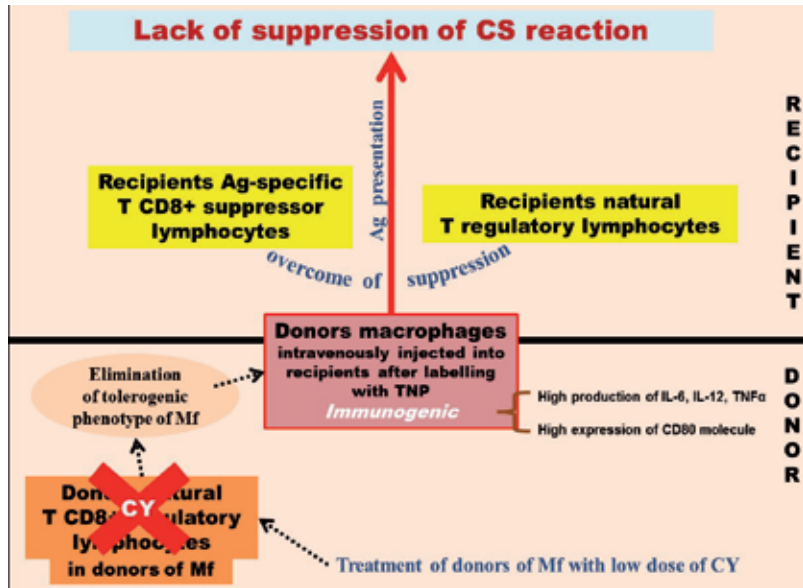 Lack of suppression of CS reaction
RECIPIENT
Ag presentation
Recipients Ag-specific
T CD8+ suppressor
lymphocytes
Recipients natural
T regulatory lymphocytes
overcome of suppression
Donors macrophages
intravenously injected into
recipients after labelling
with TNP
Immunogenic
DONOR
Elimination
of tolerogenic
phenotype of Mf
High production of IL-6, IL-12, TNFα
High expression of CD80 molecule
CY
T CD8+
in donors of Mf
Treatment of donors of Mf with low dose of CY